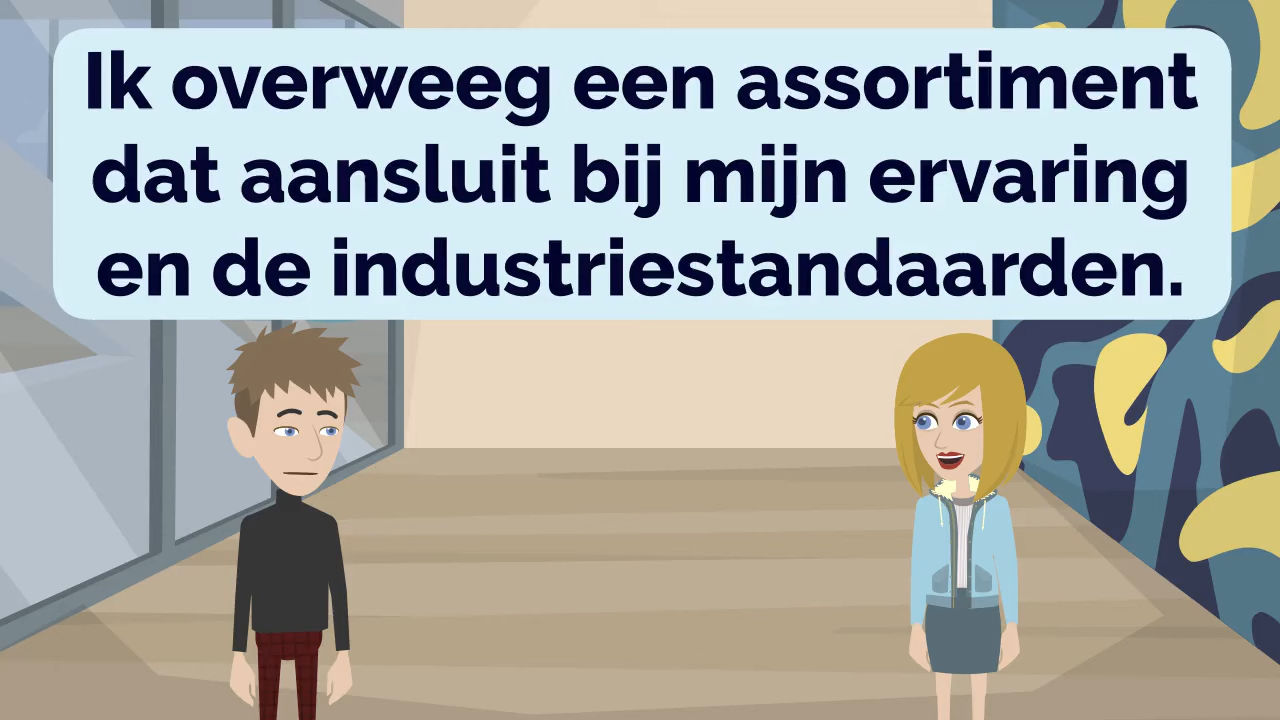 Ik overweeg een assortiment
dat aansluit bij mijn ervaring
en de industriestandaarden.